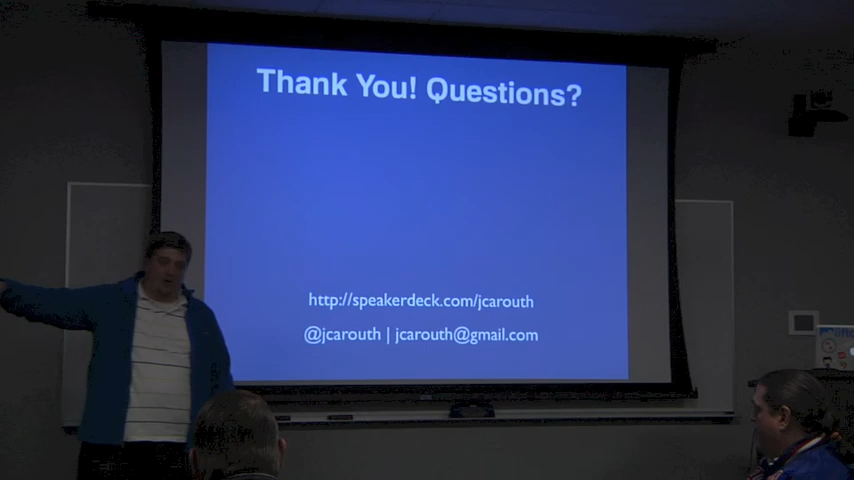 Thank You! Questions?
http://speakerdeck.com/jcarouth
@jcarouth | jcarouth@gmail.com